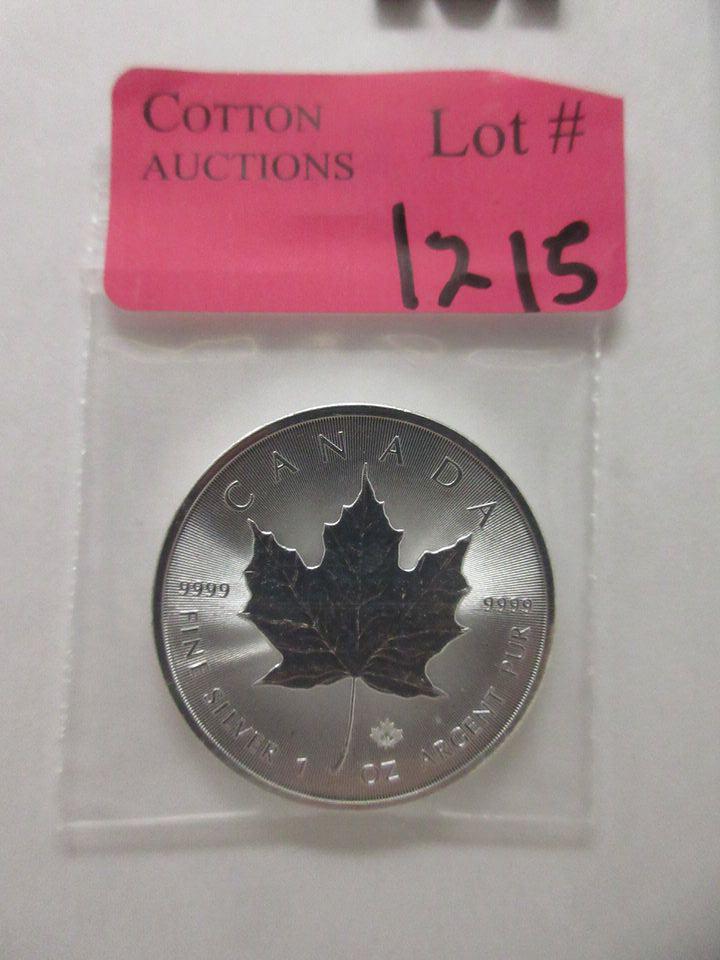 COTTON
AUCTIONS
Lot #
1215
CANADA
9999
9999
FINE SILVER 1 OZ ARGENT PUR